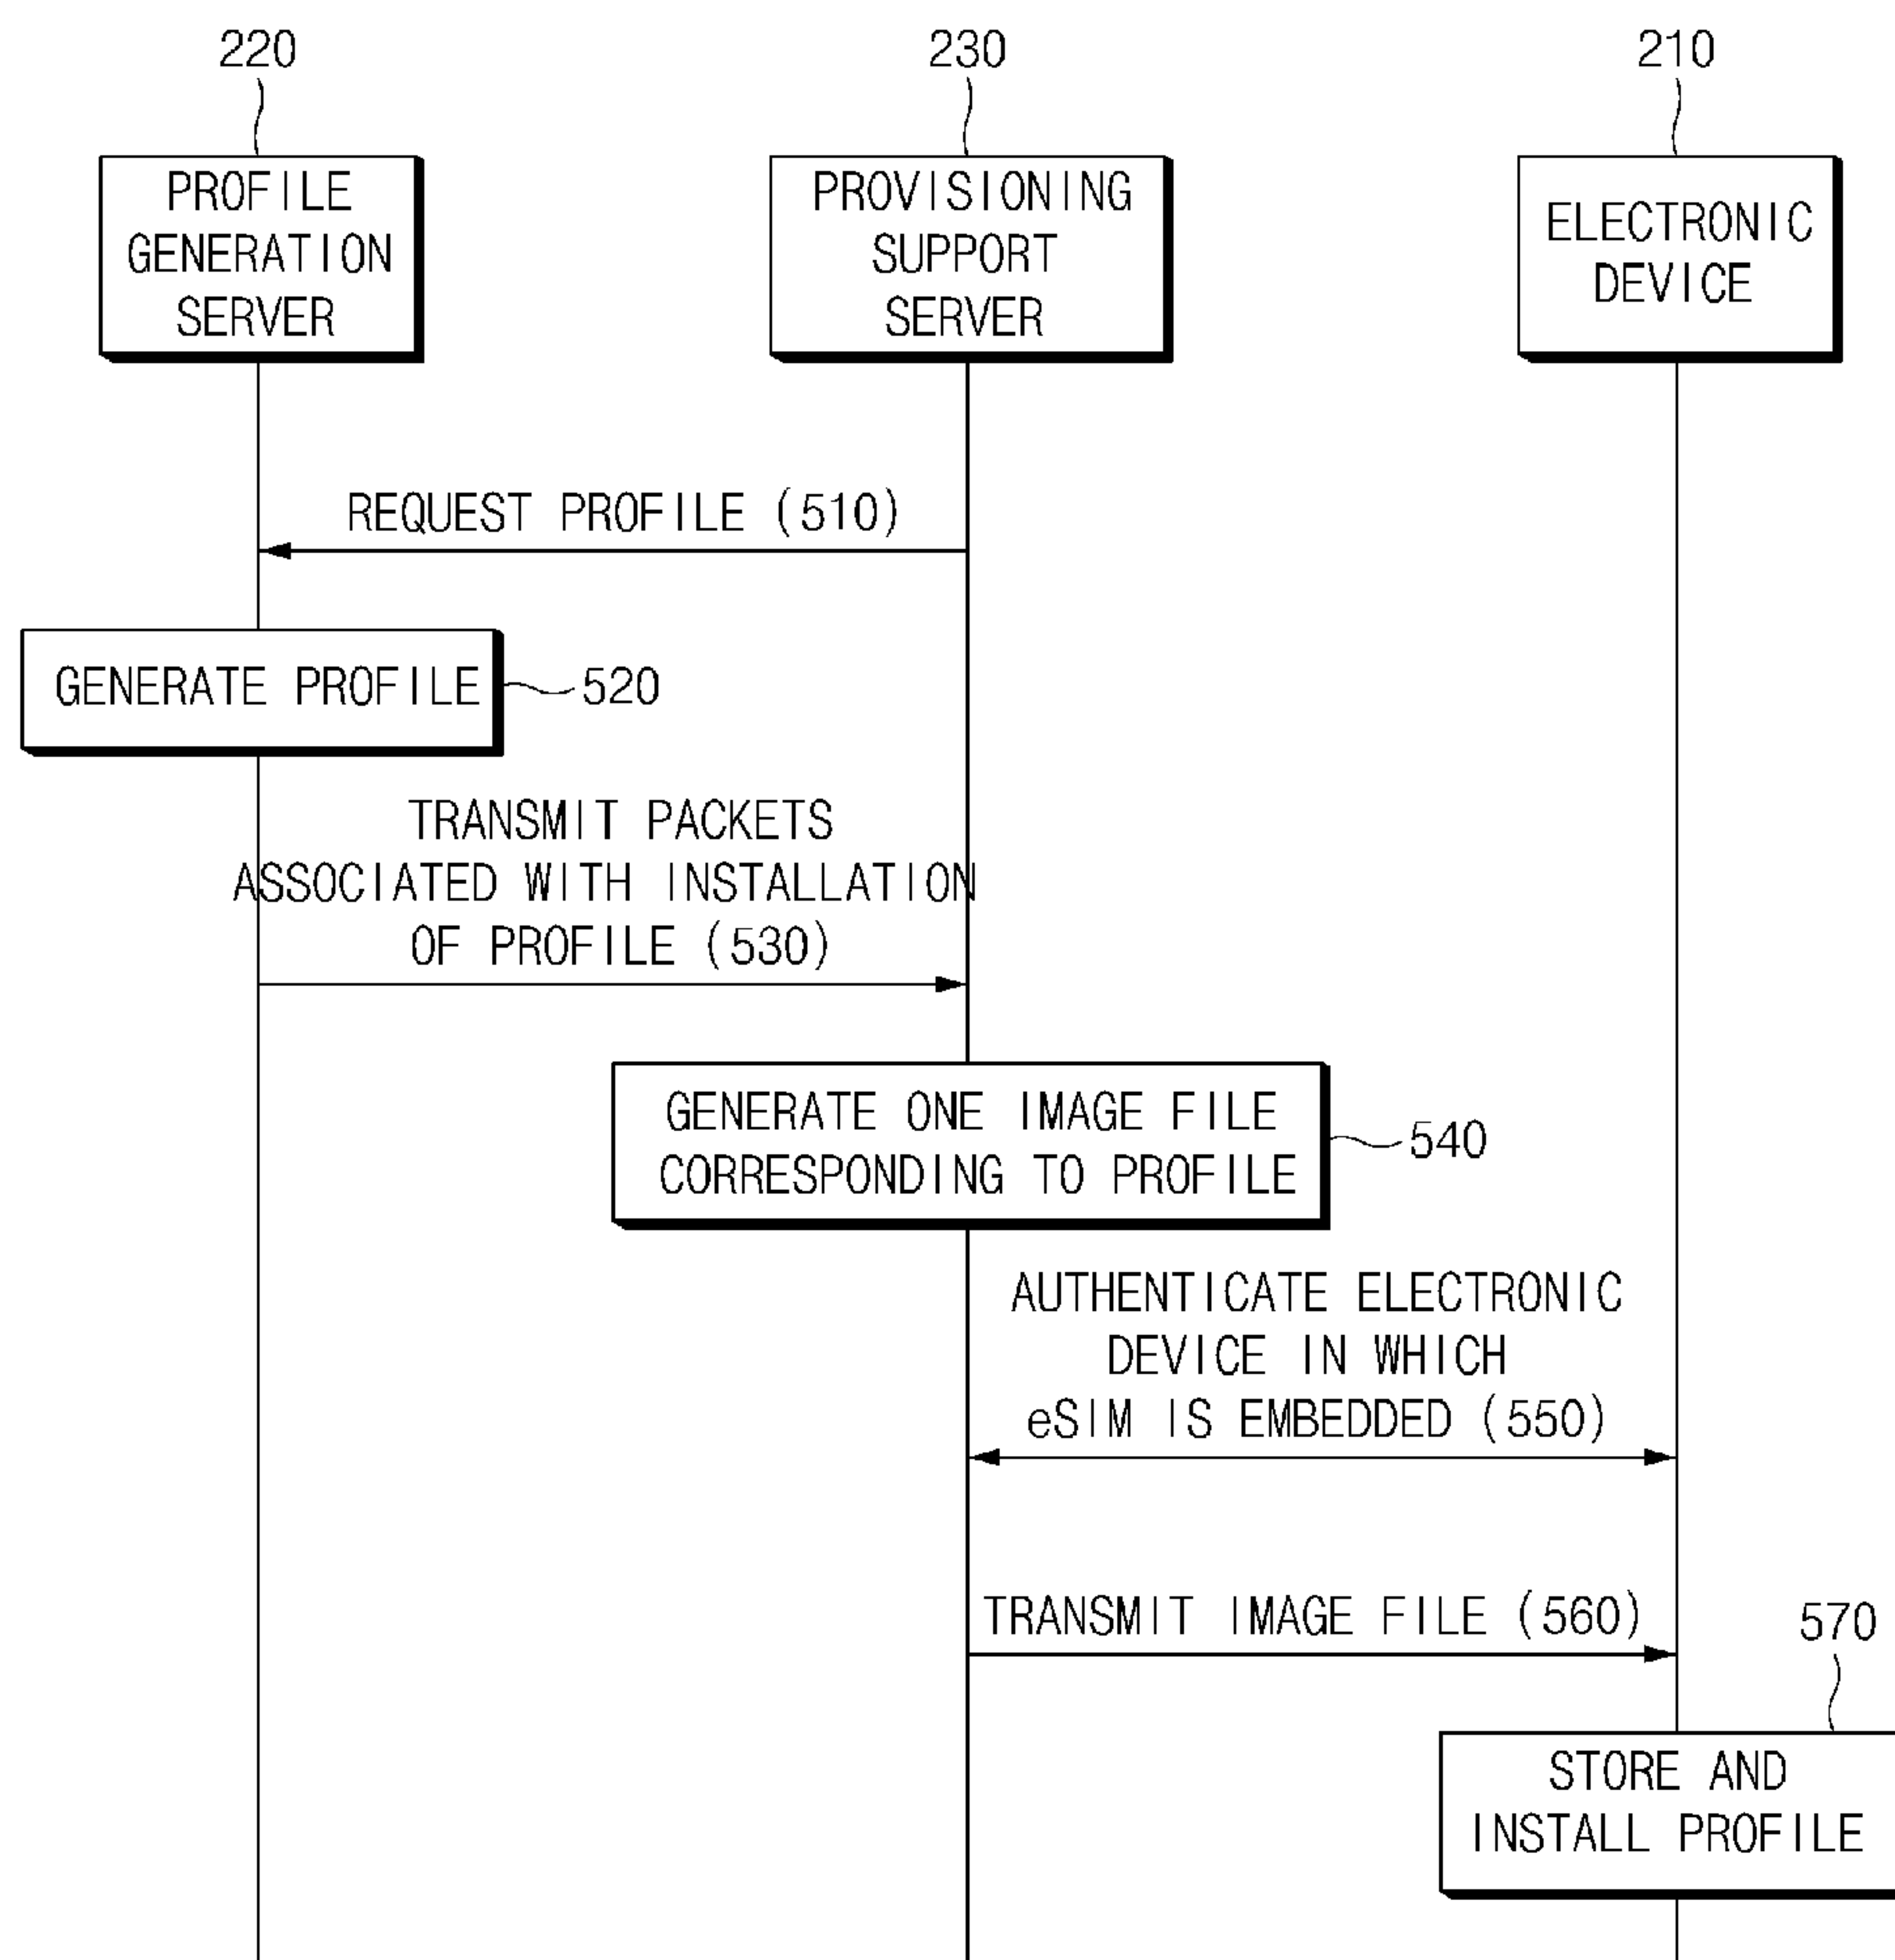 220
230
210
PROFILE
GENERATION
SERVER
PROVISIONING
SUPPORT
SERVER
ELECTRONIC
DEVICE
REQUEST PROFILE (510)
GENERATE PROFILE
520
TRANSMIT PACKETS
ASSOCIATED WITH INSTALLATION
OF PROFILE (530)
GENERATE ONE IMAGE FILE
CORRESPONDING TO PROFILE
540
AUTHENTICATE ELECTRONIC
DEVICE IN WHICH
eSIM IS EMBEDDED (550)
TRANSMIT IMAGE FILE (560)
570
STORE AND
INSTALL PROFILE